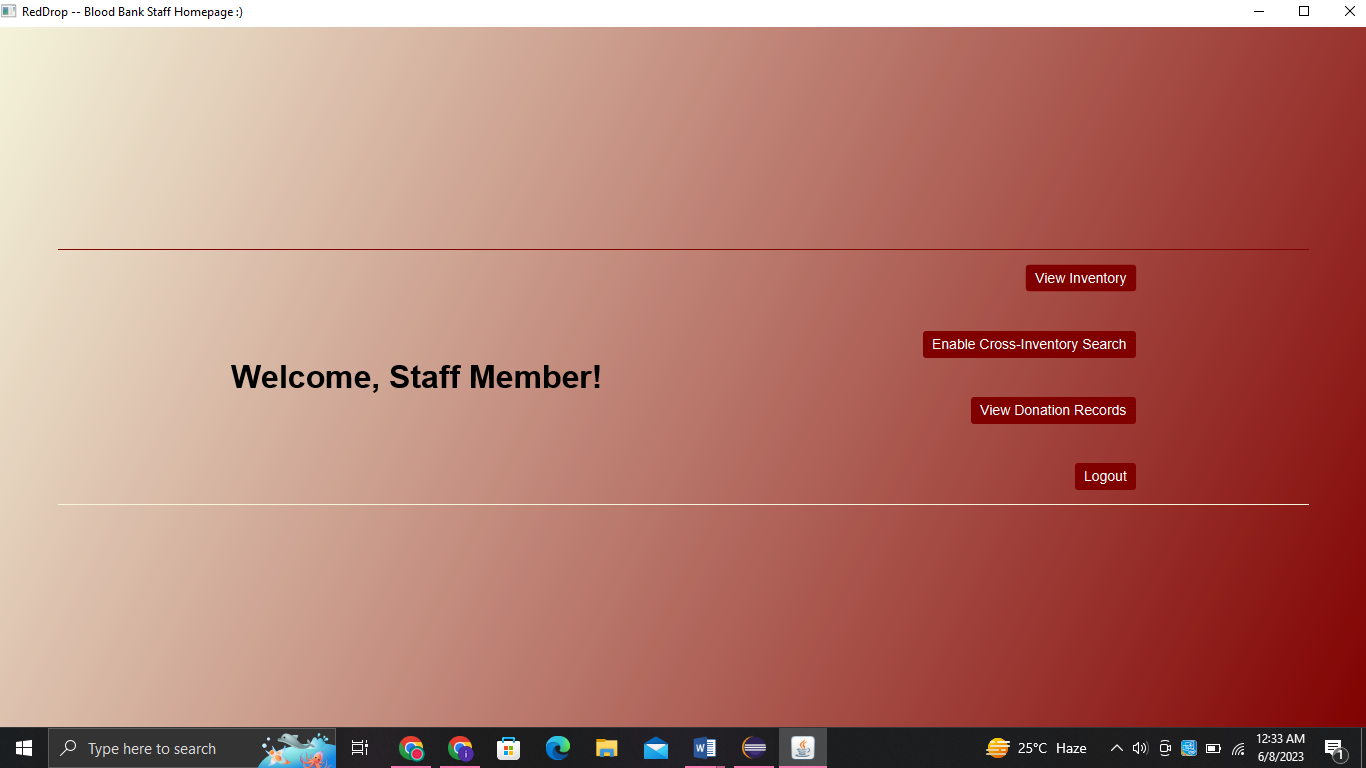 RedDrop -- Blood Bank Staff Homepage :)
View Inventory
Enable Cross-Inventory Search
Welcome, Staff Member!
View Donation Records
Logout
Type here to search
25°C Haze
12:33 AM
6/8/2023
1